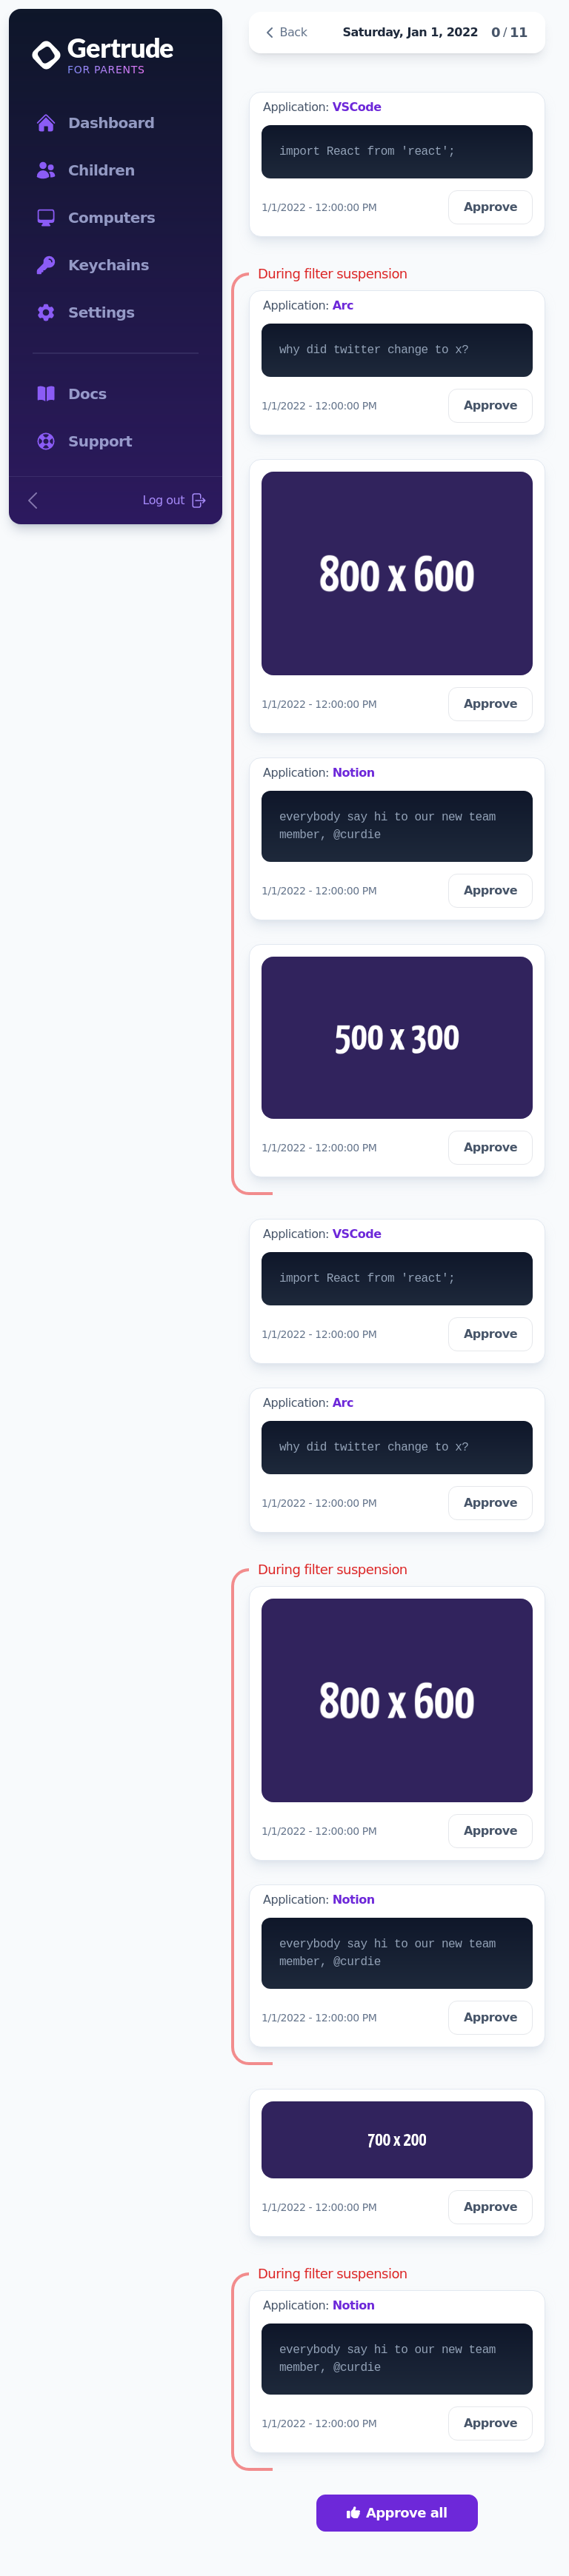 Gertrude
FOR PARENTS
Dashboard
Children
Computers
Keychains
Settings
Docs
Support
Log out
Back
Saturday, Jan 1, 2022
0 / 11
Application: VSCode
import React from 'react';
1/1/2022 - 12:00:00 PM
Approve
During filter suspension
Application: Arc
why did twitter change to x?
1/1/2022 - 12:00:00 PM
Approve
800 x 600
1/1/2022 - 12:00:00 PM
Approve
Application: Notion
everybody say hi to our new team
member, @curdie
1/1/2022 - 12:00:00 PM
Approve
500 x 300
1/1/2022 - 12:00:00 PM
Approve
Application: VSCode
import React from 'react';
1/1/2022 - 12:00:00 PM
Approve
Application: Arc
why did twitter change to x?
1/1/2022 - 12:00:00 PM
Approve
During filter suspension
800 x 600
1/1/2022 - 12:00:00 PM
Approve
Application: Notion
everybody say hi to our new team
member, @curdie
1/1/2022 - 12:00:00 PM
Approve
700 x 200
1/1/2022 - 12:00:00 PM
Approve
During filter suspension
Application: Notion
everybody say hi to our new team
member, @curdie
1/1/2022 - 12:00:00 PM
Approve
Approve all